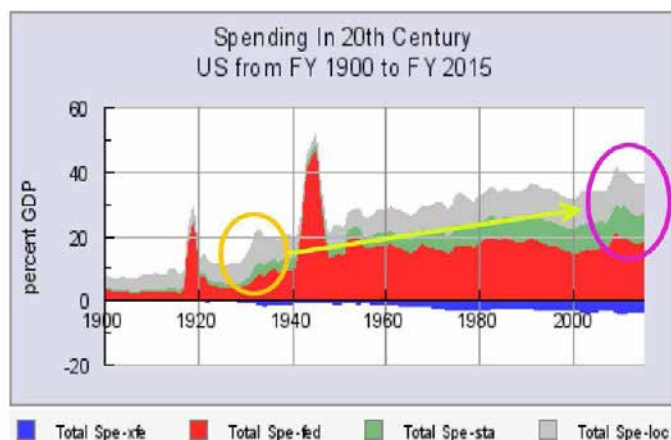 Spending In 20th Century
US from FY 1900 to FY 2015
percent GDP
60
40
20
0
-20
1900 1920 1940 1960 1980 2000
Total Spe-xfe Total Spe-fed Total Spe-sta Total Spe-loc